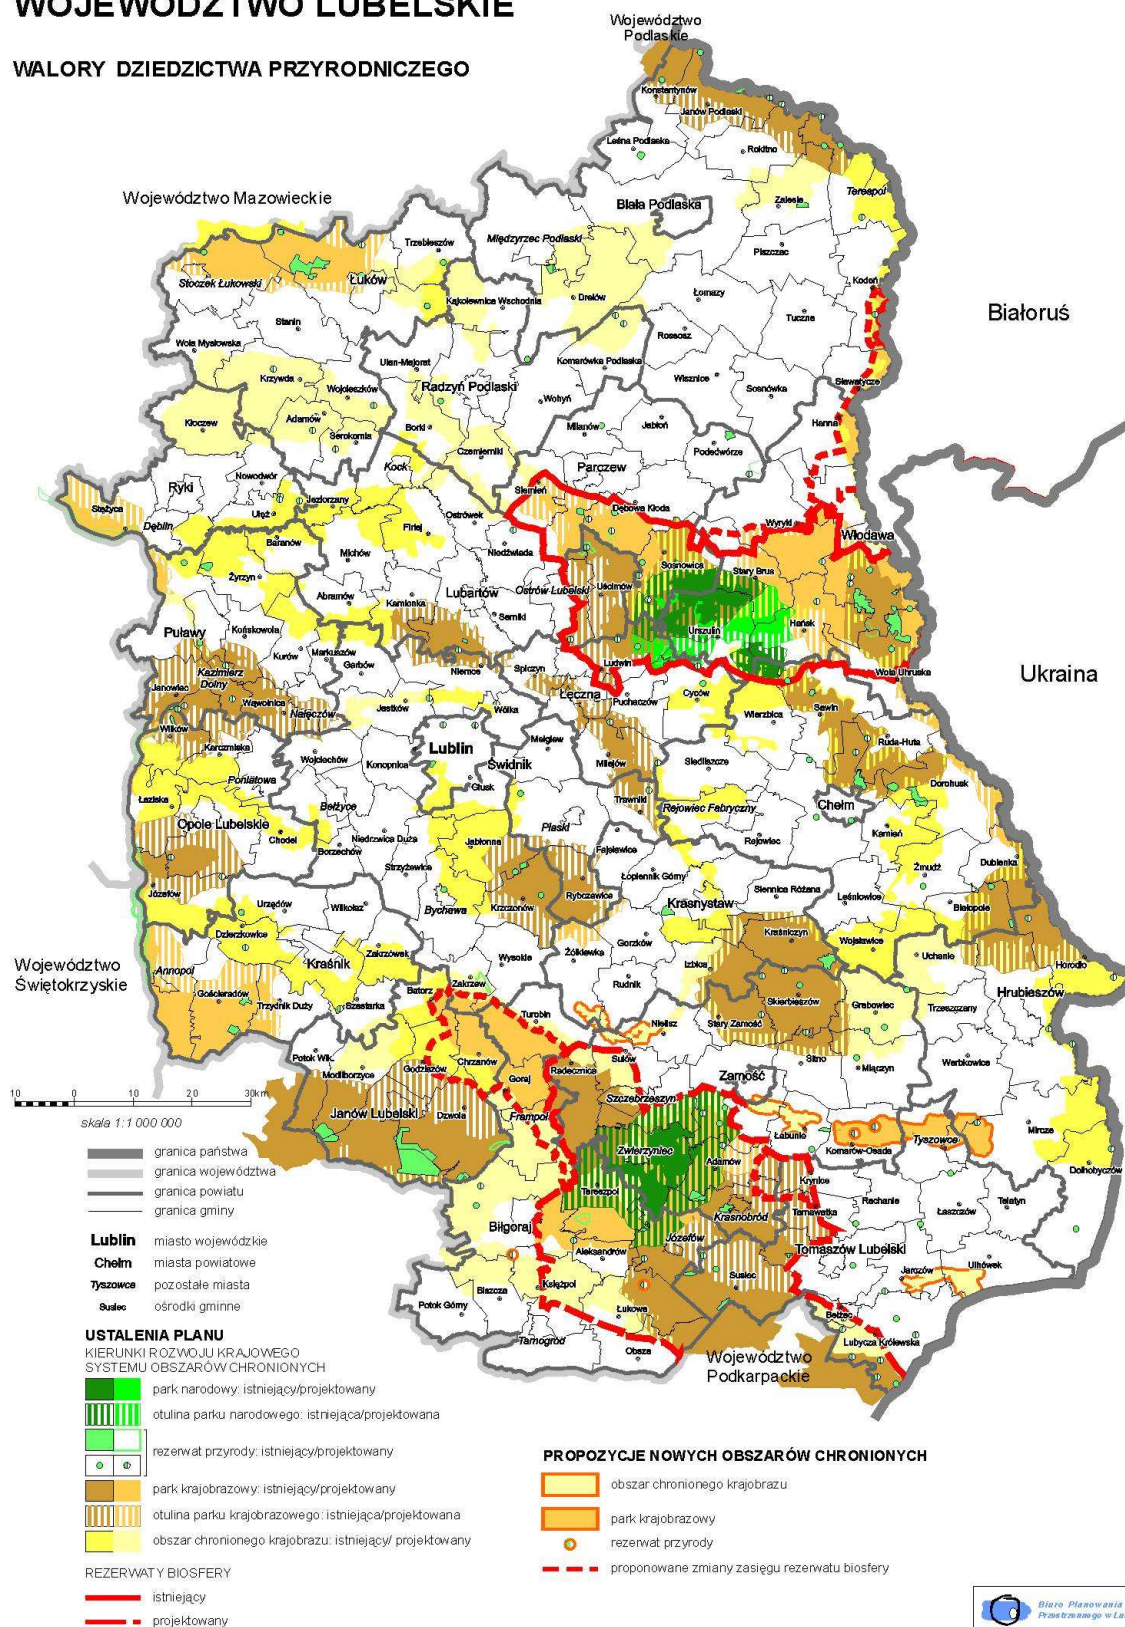 WOJEWÓDZTWO LUBELSKIE
WALORY DZIEDZICTWA PRZYRODNICZEGO
Województwo
Podlaskie
Konstantynów
Janów Podlaski
Leśna Podlaska
Rokitno
Terespol
Województwo Mazowieckie
Biała Podlaska
Zalesie
Trzebieszów
Międzyrzec Podlaski
Piszczac
Stoczek Łukowski
Łuków
Kąkolewnica Wschodnia
Drelów
Łomazy
Kodeń
Białoruś
Stanin
Tuczna
Wola Mysłowska
Ulan-Majorat
Komarówka Podlaska
Rossosz
Krzywda
Wojcieszków
Radzyń Podlaski
Wisznice
Sosnówka
Sławatycze
Wohyń
Kłoczew
Adamów
Serokomla
Borki
Milanów
Jabłoń
Hanna
Czemierniki
Podedwórze
Kock
Parczew
Ryki
Nowodwór
Siemień
Stężyca
Ułęż
Jeziorzany
Dębowa Kłoda
Dęblin
Firlej
Ostrówek
Wyryki
Włodawa
Baranów
Michów
Niedźwiada
Sosnowica
Stary Brus
Żyrzyn
Abramów
Kamionka
Lubartów
Ostrów Lubelski
Uścimów
Serniki
Urszulin
Hańsk
Puławy
Końskowola
Kurów
Markuszów
Garbów
Niemce
Spiczyn
Ludwin
Wola Uhruska
Ukraina
Kazimierz
Dolny
Janowiec
Wąwolnica
Nałęczów
Łęczna
Puchaczów
Cyców
Jastków
Wólka
Wierzbica
Sawin
Wilków
Karczmiska
Lublin
Mełgiew
Ruda-Huta
Wojciechów
Konopnica
Świdnik
Milejów
Siedliszcze
Poniatowa
Głusk
Dorohusk
Łaziska
Bełżyce
Trawniki
Rejowiec Fabryczny
Chełm
Opole Lubelskie
Chodel
Niedrzwica Duża
Piaski
Kamień
Borzechów
Jabłonna
Fajsławice
Rejowiec
Strzyżewice
Łopiennik Górny
Żmudź
Dubienka
Józefów
Rybczewice
Siennica Różana
Urzędów
Wilkołaz
Bychawa
Krzczonów
Krasnystaw
Leśniowice
Białopole
Dzierzkowice
Kraśniczyn
Gorzków
Wojsławice
Zakrzówek
Wysokie
Żółkiewka
Uchanie
Horodło
Województwo
Świętokrzyskie
Annopol
Kraśnik
Izbica
Gościeradów
Zakrzew
Rudnik
Skierbieszów
Hrubieszów
Trzydnik Duży
Szastarka
Batorz
Grabowiec
Trzeszczany
Turobin
Nielisz
Stary Zamość
Potok Wlk.
Modliborzyce
Godziszów
Chrzanów
Sułów
Sitno
Werbkowice
Radecznica
Miączyn
Goraj
Zamość
Janów Lubelski
Dzwola
Szczebrzeszyn
Frampol
Łabunie
Tyszowce
Mircze
Zwierzyniec
Komarów-Osada
Adamów
Dołhobyczów
Krynice
Tereszpol
Rachanie
Telatyn
Krasnobród
Tarnawatka
Łaszczów
Biłgoraj
Józefów
Tomaszów Lubelski
Aleksandrów
Ulhówek
Susiec
Jarczów
Księżpol
Biszcza
Potok Górny
Łukowa
Bełżec
Lubycza Królewska
Tarnogród
Obsza
Województwo
Podkarpackie
10 0 10 20 30km
skala 1:1 000 000
granica państwa
granica województwa
granica powiatu
granica gminy
Lublin miasto wojewódzkie
Chełm miasta powiatowe
Tyszowce pozostałe miasta
Susiec ośrodki gminne
USTALENIA PLANU
KIERUNKI ROZWOJU KRAJOWEGO
SYSTEMU OBSZARÓW CHRONIONYCH
park narodowy: istniejący/projektowany
otulina parku narodowego: istniejąca/projektowana
rezerwat przyrody: istniejący/projektowany
park krajobrazowy: istniejący/projektowany
otulina parku krajobrazowego: istniejąca/projektowana
obszar chronionego krajobrazu: istniejący/ projektowany
REZERWATY BIOSFERY
istniejący
projektowany
PROPOZYCJE NOWYCH OBSZARÓW CHRONIONYCH
obszar chronionego krajobrazu
park krajobrazowy
rezerwat przyrody
proponowane zmiany zasięgu rezerwatu biosfery
Biuro Planowania
Przestrzennego w